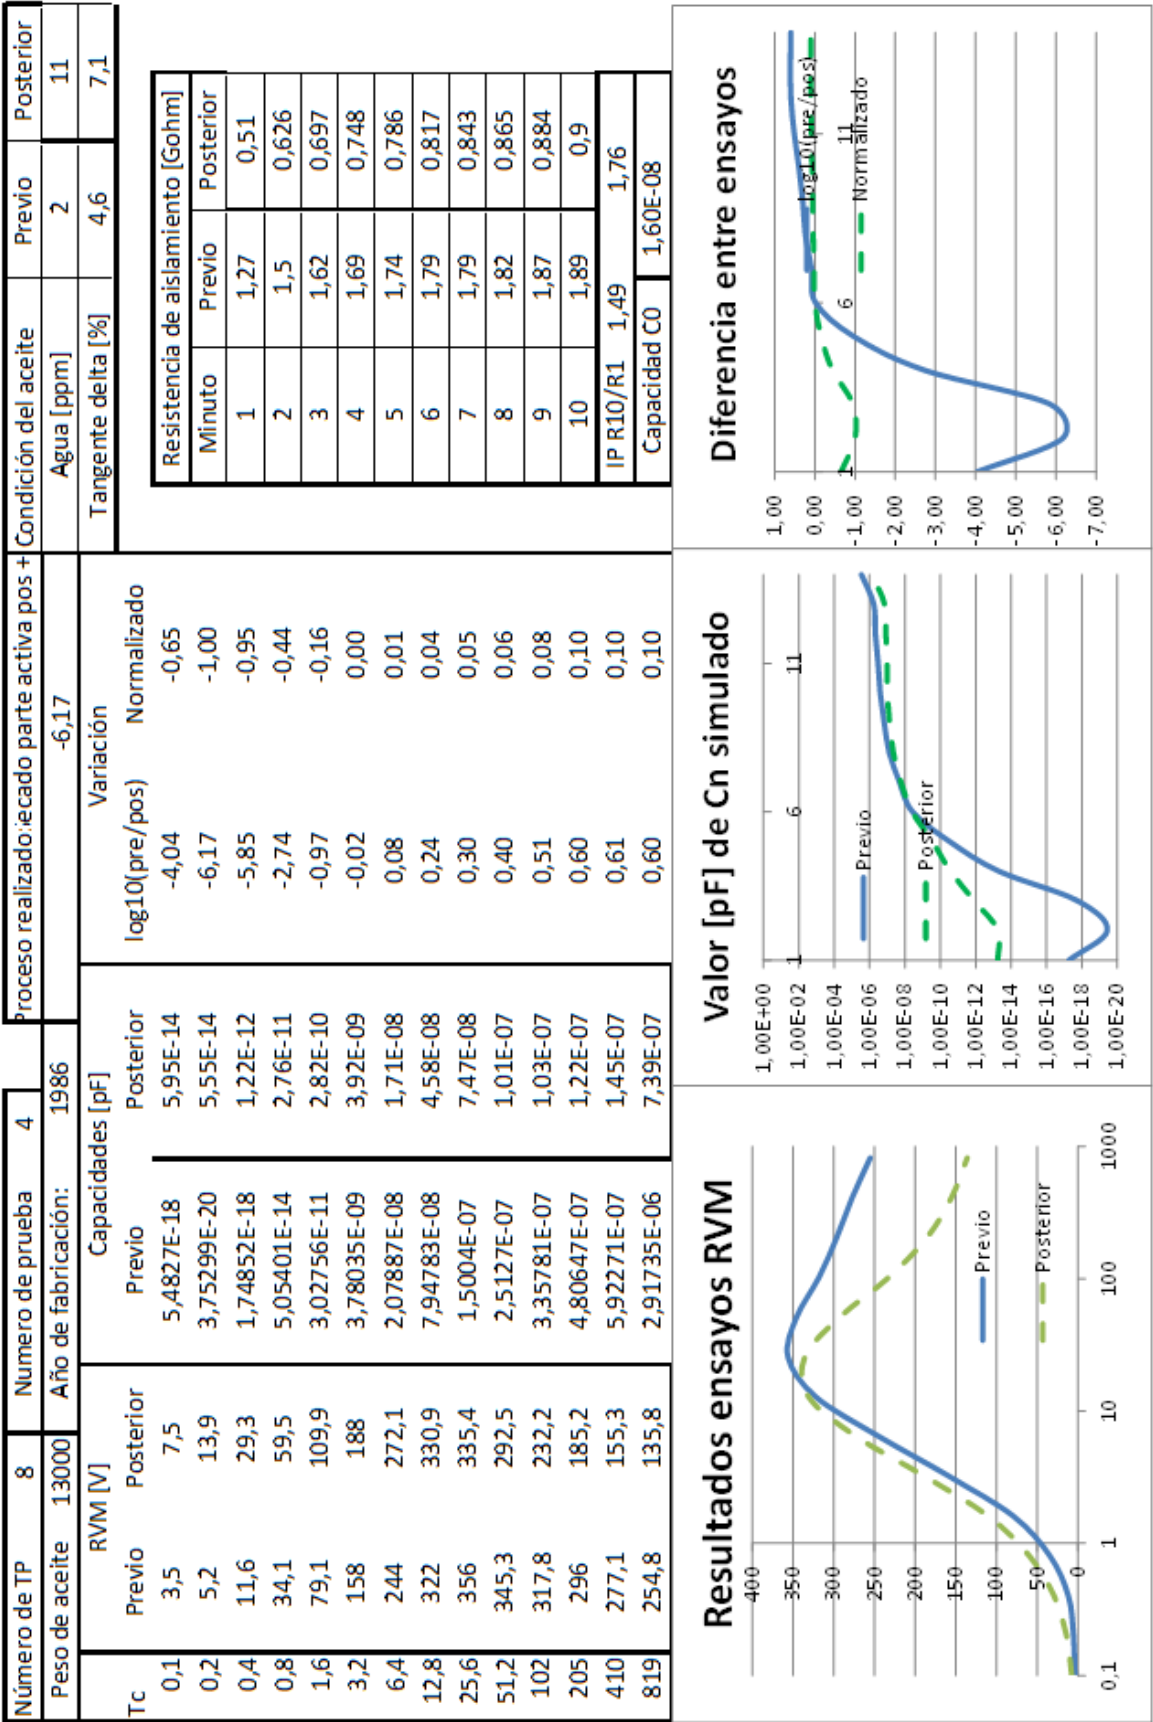 Número de TP 8 Numero de prueba 4 Proceso realizado:ecado parte activa pos + Condición del aceite Previo Posterior
Peso de aceite 13000 Año de fabricación: 1986 -6,17 Agua [ppm] 2 11
RVM [V] Capacidades [pF] Variación Tangente delta [%] 4,6 7,1
Tc Previo Posterior Previo Posterior log10(pre/pos) Normalizado
0,1 3,5 7,5 5,4827E-18 5,95E-14 -4,04 -0,65
0,2 5,2 13,9 3,75299E-20 5,55E-14 -6,17 -1,00
0,4 11,6 29,3 1,74852E-18 1,22E-12 -5,85 -0,95
0,8 34,1 59,5 5,05401E-14 2,76E-11 -2,74 -0,44
1,6 79,1 109,9 3,02756E-11 2,82E-10 -0,97 -0,16
3,2 158 188 3,78035E-09 3,92E-09 -0,02 0,00
6,4 244 272,1 2,07887E-08 1,71E-08 0,08 0,01
12,8 322 330,9 7,94783E-08 4,58E-08 0,24 0,04
25,6 356 335,4 1,5004E-07 7,47E-08 0,30 0,05
51,2 345,3 292,5 2,5127E-07 1,01E-07 0,40 0,06
102 317,8 232,2 3,35781E-07 1,03E-07 0,51 0,08
205 296 185,2 4,80647E-07 1,22E-07 0,60 0,10
410 277,1 155,3 5,92271E-07 1,45E-07 0,61 0,10
819 254,8 135,8 2,91735E-06 7,39E-07 0,60 0,10
Resistencia de aislamiento [Gohm]
Minuto Previo Posterior
1 1,27 0,51
2 1,5 0,626
3 1,62 0,697
4 1,69 0,748
5 1,74 0,786
6 1,79 0,817
7 1,79 0,843
8 1,82 0,865
9 1,87 0,884
10 1,89 0,9
IP R10/R1 1,49 1,76
Capacidad C0 1,60E-08
Resultados ensayos RVM
400
350
300
250
200
150
100
50
0
0,1 1 10 100 1000
Previo
Posterior
Valor [pF] de Cn simulado
1,00E+00
1,00E-02
1,00E-04
1,00E-06
1,00E-08
1,00E-10
1,00E-12
1,00E-14
1,00E-16
1,00E-18
1,00E-20
1 6 11
Previo
Posterior
Diferencia entre ensayos
1,00
0,00
-1,00
-2,00
-3,00
-4,00
-5,00
-6,00
-7,00
1 6 11
log10(pre/pos)
Normalizado